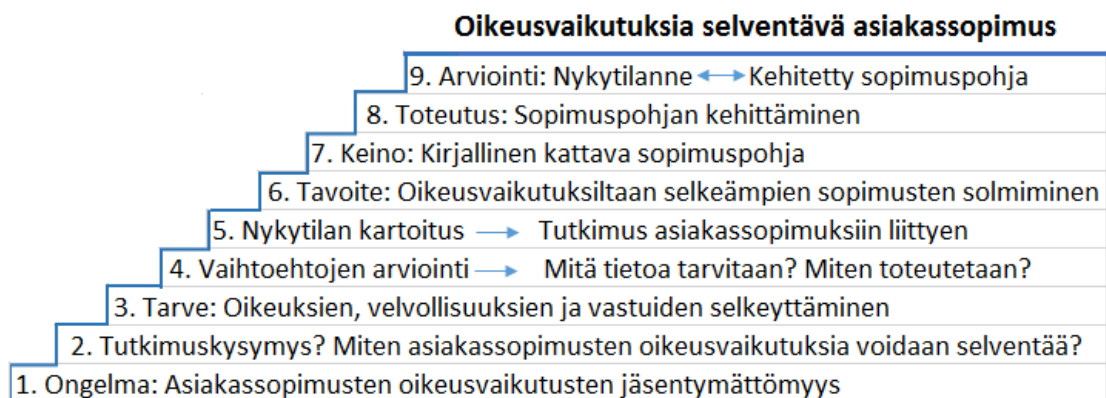 Oikeusvaikutuksia selventävä asiakassopimus
9. Arviointi: Nykytilanne ↔ Kehitetty sopimuspohja
8. Toteutus: Sopimuspohjan kehittäminen
7. Keino: Kirjallinen kattava sopimuspohja
6. Tavoite: Oikeusvaikutuksiltaan selkeämpien sopimusten solmiminen
5. Nykytilan kartoitus → Tutkimus asiakassopimuksiin liittyen
4. Vaihtoehtojen arviointi → Mitä tietoa tarvitaan? Miten toteutetaan?
3. Tarve: Oikeuksien, velvollisuuksien ja vastuiden selkeyttäminen
2. Tutkimuskysymys? Miten asiakassopimusten oikeusvaikutuksia voidaan selventää?
1. Ongelma: Asiakassopimusten oikeusvaikutusten jäsentymättömyys